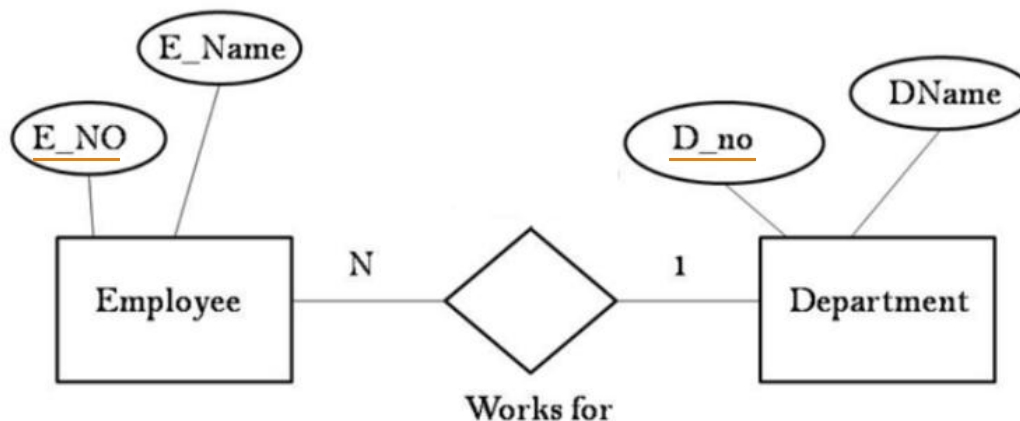 E_Name
E_NO
DName
D_no
N
1
Employee
Department
Works for